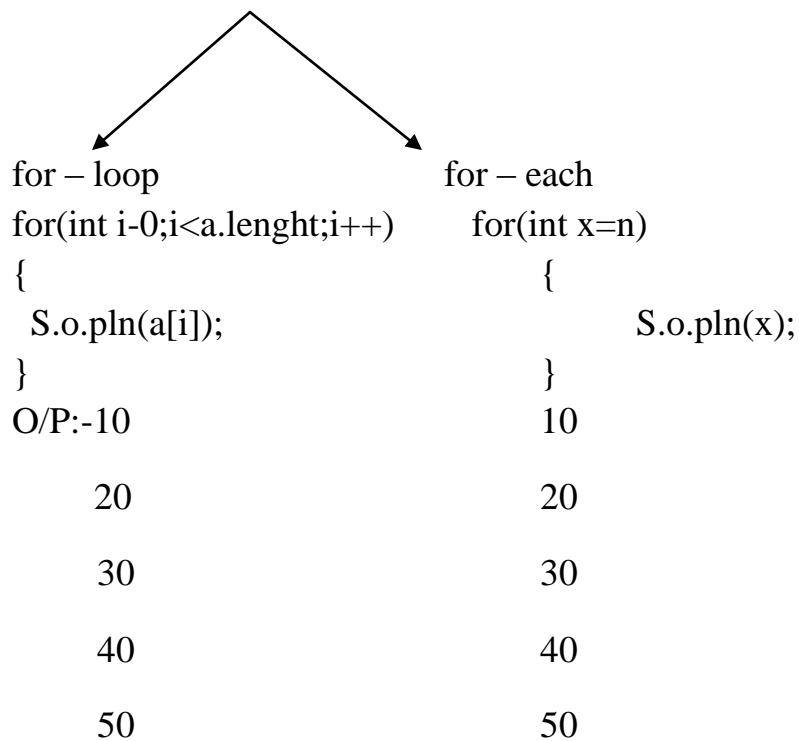 for – loop for – each
for(int i-0;i<a.lenght;i++) for(int x=n)
{ {
S.o.pln(a[i]); S.o.pln(x);
} }
O/P:-10 10
20 20
30 30
40 40
50 50